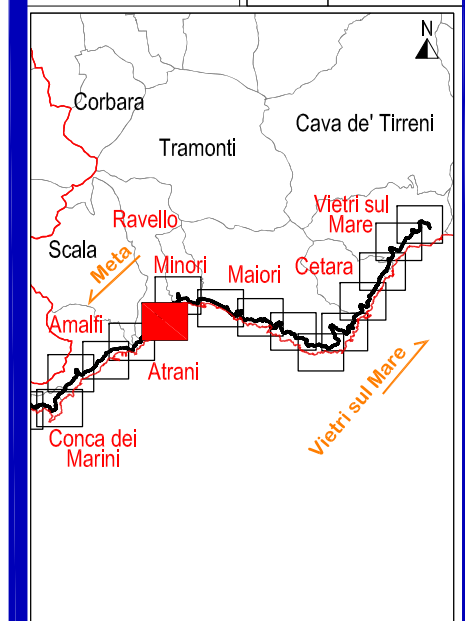 N
Corbara
Cava de' Tirreni
Tramonti
Vietri sul
Mare
Ravello
Scala
Meta
Minori
Maiori
Cetara
Amalfi
Atrani
Vietri sul Mare
Conca dei
Marini